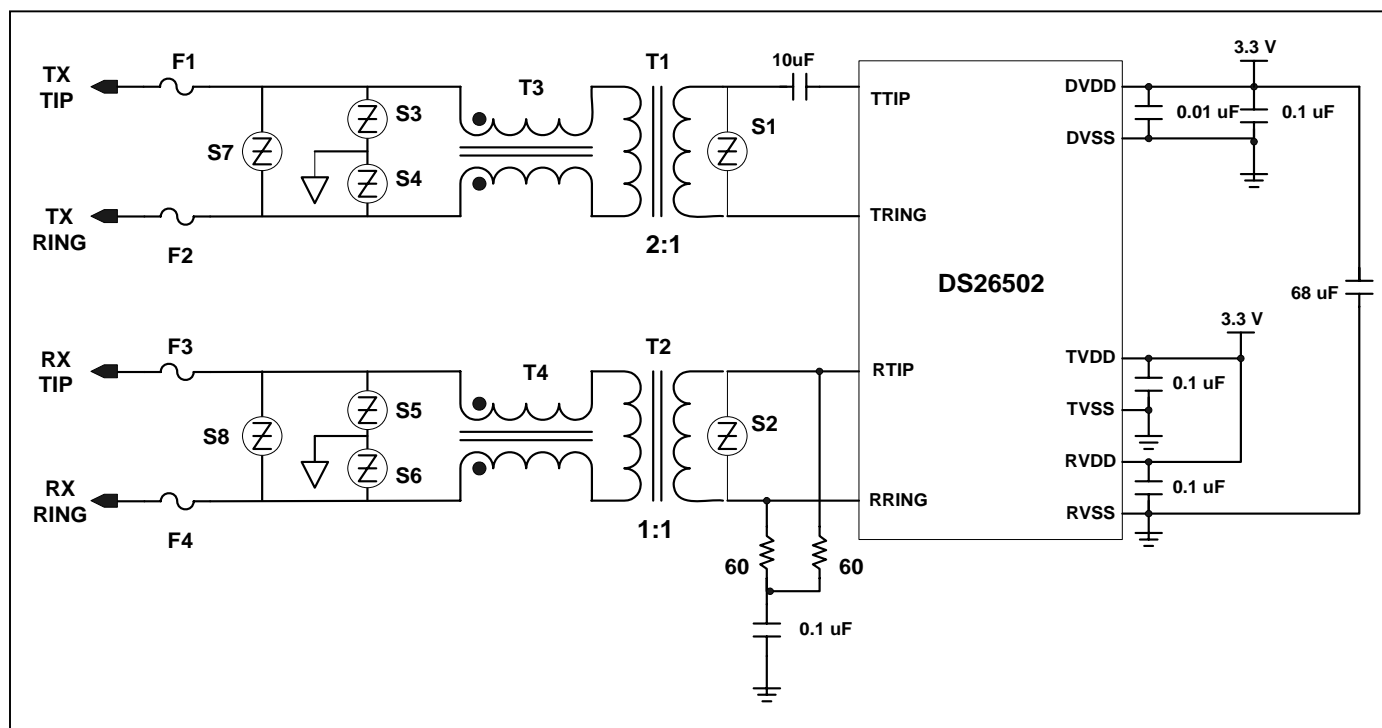 F1
TX
TIP
T3
T1
10uF
3.3 V
S3
S7
S4
S1
TTIP
DVDD
0.01 uF
0.1 uF
DVSS
TX
RING
F2
2:1
TRING
DS26502
68 uF
RX
TIP
F3
T4
T2
RTIP
3.3 V
TVDD
0.1 uF
TVSS
S5
S8
S6
S2
RVDD
0.1 uF
RVSS
RX
RING
F4
1:1
RRING
60
60
0.1 uF